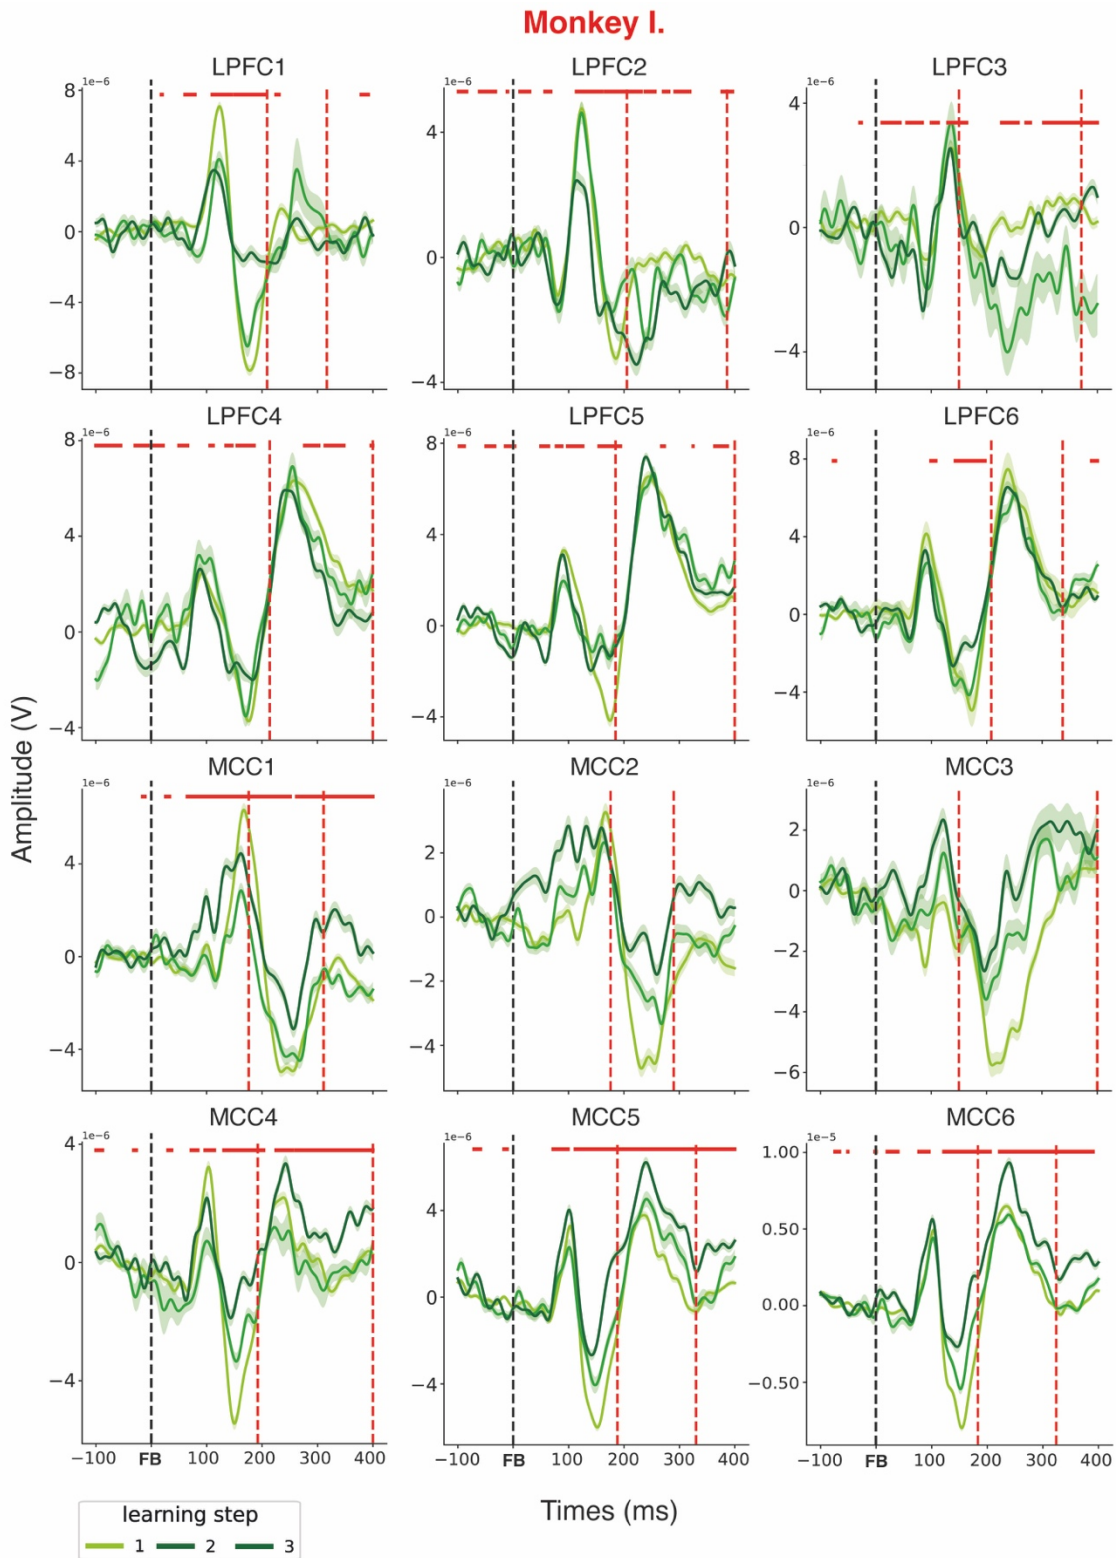 Monkey I.
LPFC1 LPFC2 LPFC3
1e−6 1e−6 1e−6
8
4
0
−4
−8
4
0
−4
4
0
−4
LPFC4 LPFC5 LPFC6
1e−6 1e−6 1e−6
8
4
0
−4
8
4
0
−4
8
4
0
−4
MCC1 MCC2 MCC3
1e−6 1e−6 1e−6
4
0
−4
2
0
−2
−4
2
0
−2
−4
−6
MCC4 MCC5 MCC6
1e−6 1e−6 1e−5
4
0
−4
4
0
−4
1.00
0.50
0.00
−0.50
−100 FB 100 200 300 400
−100 FB 100 200 300 400
−100 FB 100 200 300 400
Amplitude (V)
Times (ms)
learning step
1 2 3